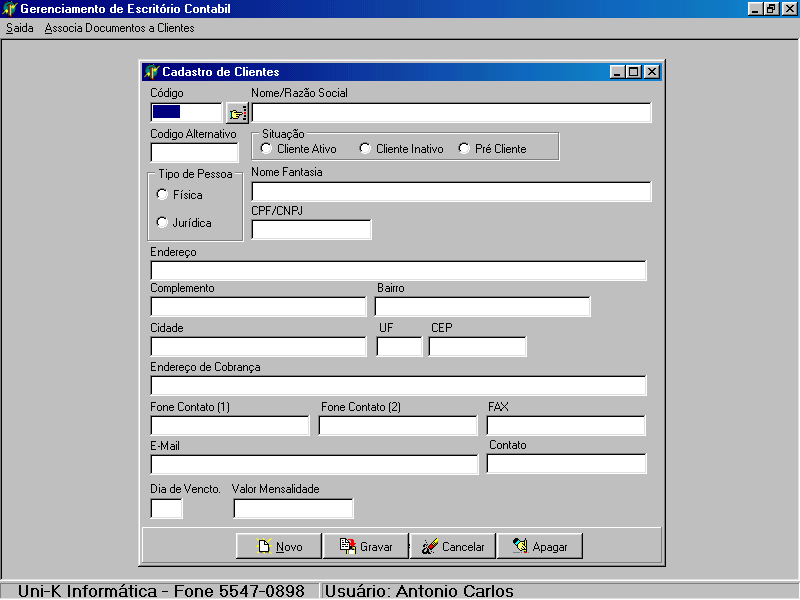 Gerenciamento de Escritório Contabil
Saida Associa Documentos a Clientes
Cadastro de Clientes
Código Nome/Razão Social
Codigo Alternativo Situação
Cliente Ativo Cliente Inativo Pré Cliente
Tipo de Pessoa Nome Fantasia
Física
CPF/CNPJ
Jurídica
Endereço
Complemento Bairro
Cidade UF CEP
Endereço de Cobrança
Fone Contato (1) Fone Contato (2) FAX
E-Mail Contato
Dia de Vencto. Valor Mensalidade
Novo Gravar Cancelar Apagar
Uni-K Informática - Fone 5547-0898 Usuário: Antonio Carlos